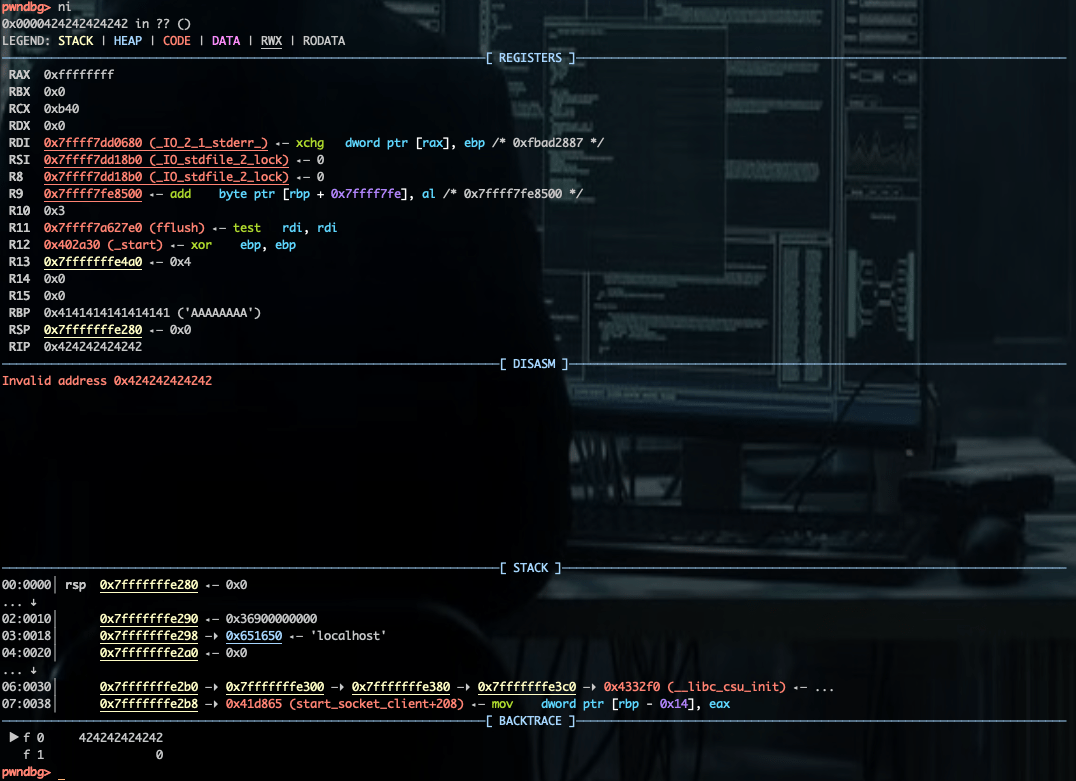 pwndbg> ni
0x0000424242424242 in ?? ()
LEGEND: STACK | HEAP | CODE | DATA | RWX | RODATA
[ REGISTERS ]
RAX 0xffffffff
RBX 0x0
RCX 0xb40
RDX 0x0
RDI 0x7ffff7dd0680 (_IO_2_1_stderr_) ◂— xchg dword ptr [rax], ebp /* 0xfbad2887 */
RSI 0x7ffff7dd18b0 (_IO_stdfile_2_lock) ◂— 0
R8 0x7ffff7dd18b0 (_IO_stdfile_2_lock) ◂— 0
R9 0x7ffff7fe8500 ◂— add byte ptr [rbp + 0x7ffff7fe], al /* 0x7ffff7fe8500 */
R10 0x3
R11 0x7ffff7a627e0 (fflush) ◂— test rdi, rdi
R12 0x402a30 (_start) ◂— xor ebp, ebp
R13 0x7fffffffe4a0 ◂— 0x4
R14 0x0
R15 0x0
RBP 0x4141414141414141 ('AAAAAAAA')
RSP 0x7fffffffe280 ◂— 0x0
RIP 0x424242424242
[ DISASM ]
Invalid address 0x424242424242
[ STACK ]
00:0000│ rsp 0x7fffffffe280 ◂— 0x0
... ↓
02:0010│ 0x7fffffffe290 ◂— 0x36900000000
03:0018│ 0x7fffffffe298 —▸ 0x651650 ◂— 'localhost'
04:0020│ 0x7fffffffe2a0 ◂— 0x0
... ↓
06:0030│ 0x7fffffffe2b0 —▸ 0x7fffffffe300 —▸ 0x7fffffffe380 —▸ 0x7fffffffe3c0 —▸ 0x4332f0 (__libc_csu_init) ◂— ...
07:0038│ 0x7fffffffe2b8 —▸ 0x41d865 (start_socket_client+208) ◂— mov dword ptr [rbp - 0x14], eax
[ BACKTRACE ]
► f 0 424242424242
f 1 0
pwndbg> _